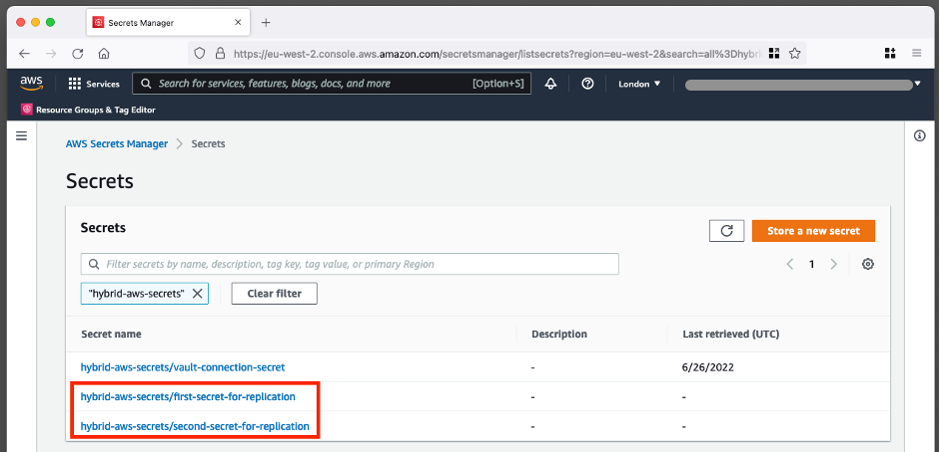 Secrets Manager
https://eu-west-2.console.aws.amazon.com/secretsmanager/listsecrets?region=eu-west-2&search=all%3Dhybri
aws Services Search for services, features, blogs, docs, and more [Option+S] London
Resource Groups & Tag Editor
AWS Secrets Manager Secrets
Secrets
Secrets
Store a new secret
Filter secrets by name, description, tag key, tag value, or primary Region
1
"hybrid-aws-secrets" Clear filter
Secret name Description Last retrieved (UTC)
hybrid-aws-secrets/vault-connection-secret - 6/26/2022
hybrid-aws-secrets/first-secret-for-replication - -
hybrid-aws-secrets/second-secret-for-replication - -